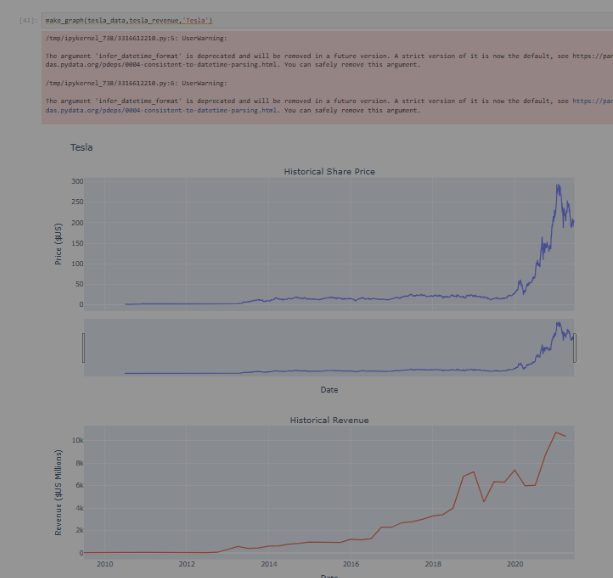 [41]: make_graph(tesla_data,tesla_revenue,'Tesla')
/tmp/ipykernel_730/3316612210.py:5: UserWarning:
The argument 'infer_datetime_format' is deprecated and will be removed in a future version. A strict version of it is now the default, see https://pan
das.pydata.org/pdeps/0004-consistent-to-datetime-parsing.html. You can safely remove this argument.
/tmp/ipykernel_730/3316612210.py:6: UserWarning:
The argument 'infer_datetime_format' is deprecated and will be removed in a future version. A strict version of it is now the default, see https://pan
das.pydata.org/pdeps/0004-consistent-to-datetime-parsing.html. You can safely remove this argument.
Tesla
Historical Share Price
300
250
200
150
100
50
0
Price ($US)
Date
Historical Revenue
10k
8k
6k
4k
2k
0
Revenue ($US Millions)
2010 2012 2014 2016 2018 2020
Date